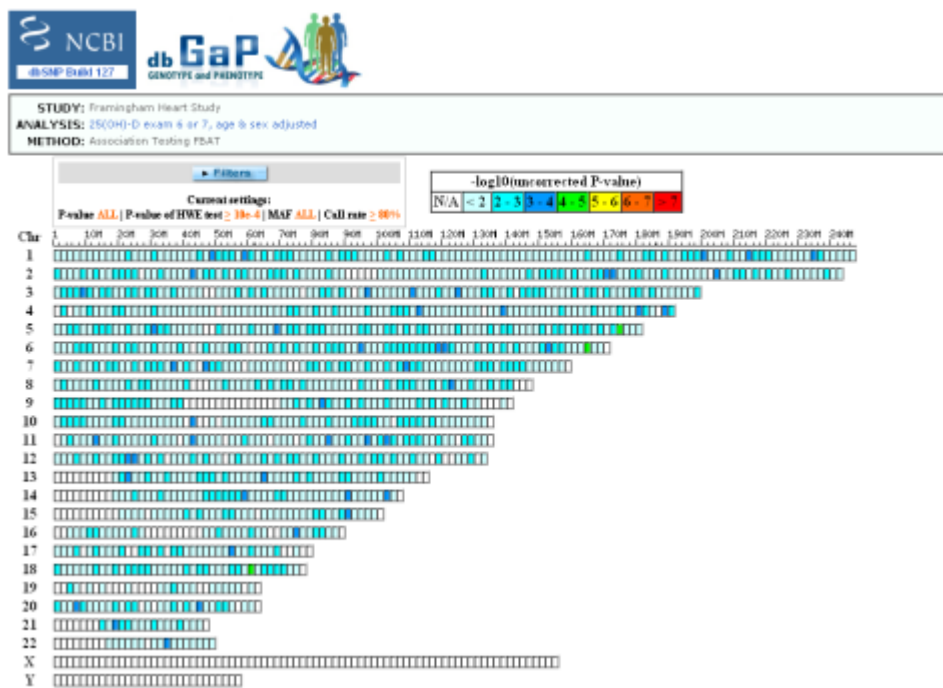 NCBI
dbSNP Build 127
db GaP
GENOTYPE and PHENOTYPE
STUDY: Framingham Heart Study
ANALYSIS: 25(OH)-D exam 6 or 7, age & sex adjusted
METHOD: Association Testing FBAT
▸ Filters
Current settings:
P-value ALL | P-value of HWE test ≥ 10e-4 | MAF ALL | Call rate ≥ 80%
-log10(uncorrected P-value)
N/A < 2 2 - 3 3 - 4 4 - 5 5 - 6 6 - 7 > 7
Chr 1 10M 20M 30M 40M 50M 60M 70M 80M 90M 100M 110M 120M 130M 140M 150M 160M 170M 180M 190M 200M 210M 220M 230M 240M
1
2
3
4
5
6
7
8
9
10
11
12
13
14
15
16
17
18
19
20
21
22
X
Y